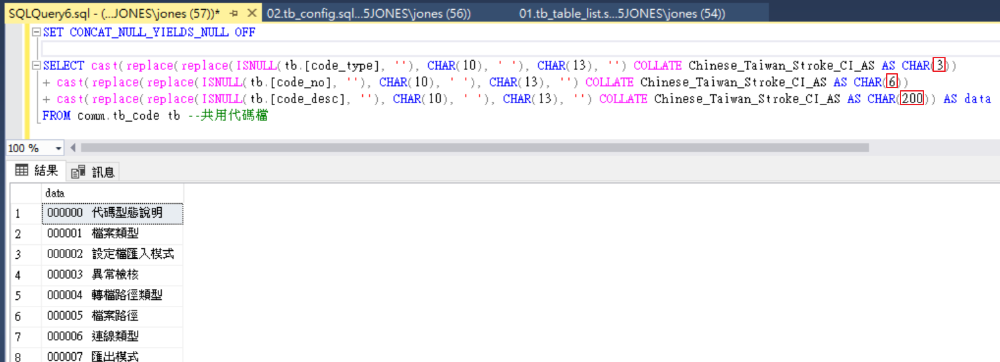 SQLQuery6.sql - (...JONES\jones (57))* 02.tb_config.sql...5JONES\jones (56)) 01.tb_table_list.s...5JONES\jones (54))
SET CONCAT_NULL_YIELDS_NULL OFF
SELECT cast(replace(replace(ISNULL(tb.[code_type], ''), CHAR(10), ' '), CHAR(13), '') COLLATE Chinese_Taiwan_Stroke_CI_AS AS CHAR(3))
+ cast(replace(replace(ISNULL(tb.[code_no], ''), CHAR(10), ' '), CHAR(13), '') COLLATE Chinese_Taiwan_Stroke_CI_AS AS CHAR(6))
+ cast(replace(replace(ISNULL(tb.[code_desc], ''), CHAR(10), ' '), CHAR(13), '') COLLATE Chinese_Taiwan_Stroke_CI_AS AS CHAR(200)) AS data
FROM comm.tb_code tb --共用代碼檔
100 %
結果 訊息
data
1 000000 代碼型態說明
2 000001 檔案類型
3 000002 設定檔匯入模式
4 000003 異常檢核
5 000004 轉檔路徑類型
6 000005 檔案路徑
7 000006 連線類型
8 000007 匯出模式